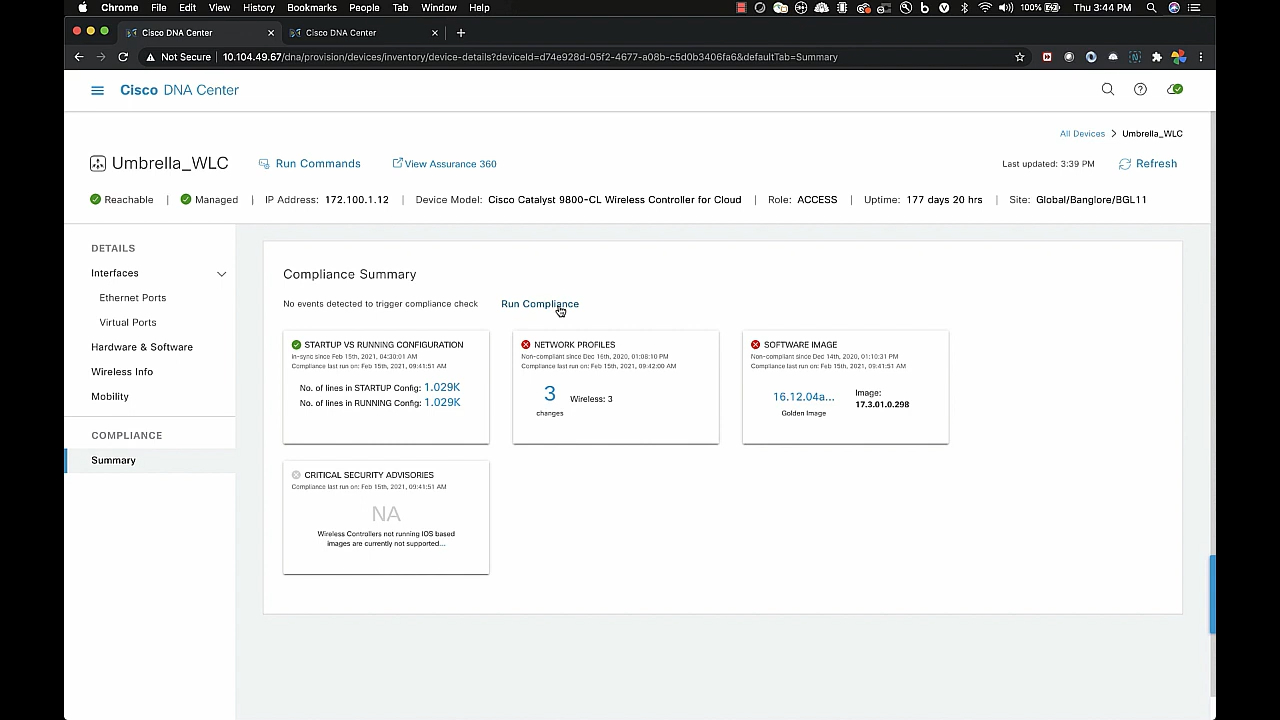 Chrome File Edit View History Bookmarks People Tab Window Help 100% Thu 3:44 PM
Cisco DNA Center Cisco DNA Center
Not Secure 10.104.49.67/dna/provision/devices/inventory/device-details?deviceId=d74e928d-05f2-4677-a08b-c5d0b3406fa6&defaultTab=Summary
Cisco DNA Center
All Devices > Umbrella_WLC
Umbrella_WLC Run Commands View Assurance 360 Last updated: 3:39 PM Refresh
Reachable | Managed | IP Address: 172.100.1.12 | Device Model: Cisco Catalyst 9800-CL Wireless Controller for Cloud | Role: ACCESS | Uptime: 177 days 20 hrs | Site: Global/Banglore/BGL11
DETAILS
Interfaces
Ethernet Ports
Virtual Ports
Hardware & Software
Wireless Info
Mobility
COMPLIANCE
Summary
Compliance Summary
No events detected to trigger compliance check Run Compliance
STARTUP VS RUNNING CONFIGURATION
In-sync since Feb 15th, 2021, 04:30:01 AM
Compliance last run on: Feb 15th, 2021, 09:41:51 AM
No. of lines in STARTUP Config: 1.029K
No. of lines in RUNNING Config: 1.029K
NETWORK PROFILES
Non-compliant since Dec 16th, 2020, 01:08:10 PM
Compliance last run on: Feb 15th, 2021, 09:42:00 AM
3
changes
Wireless: 3
SOFTWARE IMAGE
Non-compliant since Dec 14th, 2020, 01:10:31 PM
Compliance last run on: Feb 15th, 2021, 09:41:51 AM
16.12.04a...
Golden Image
Image:
17.3.01.0.298
CRITICAL SECURITY ADVISORIES
Compliance last run on: Feb 15th, 2021, 09:41:51 AM
NA
Wireless Controllers not running IOS based
images are currently not supported...